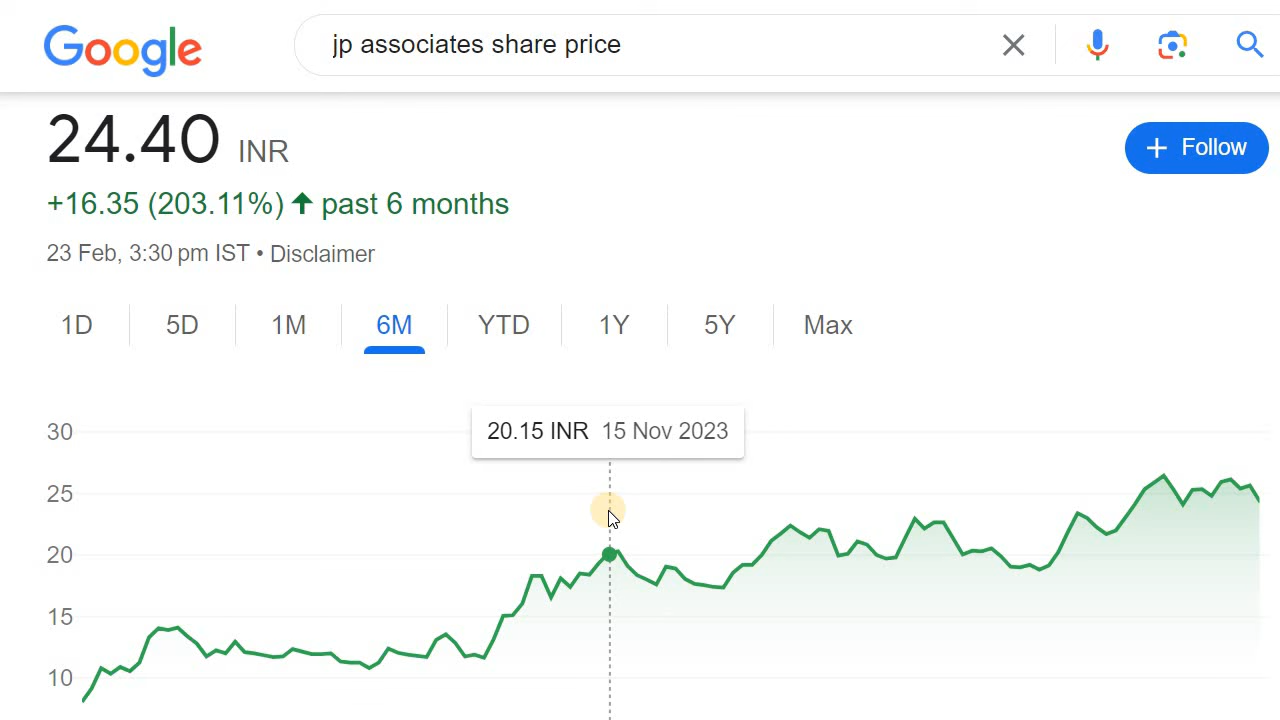 Google
jp associates share price
24.40 INR
+ Follow
+16.35 (203.11%) ↑ past 6 months
23 Feb, 3:30 pm IST • Disclaimer
1D 5D 1M 6M YTD 1Y 5Y Max
20.15 INR 15 Nov 2023
30
25
20
15
10